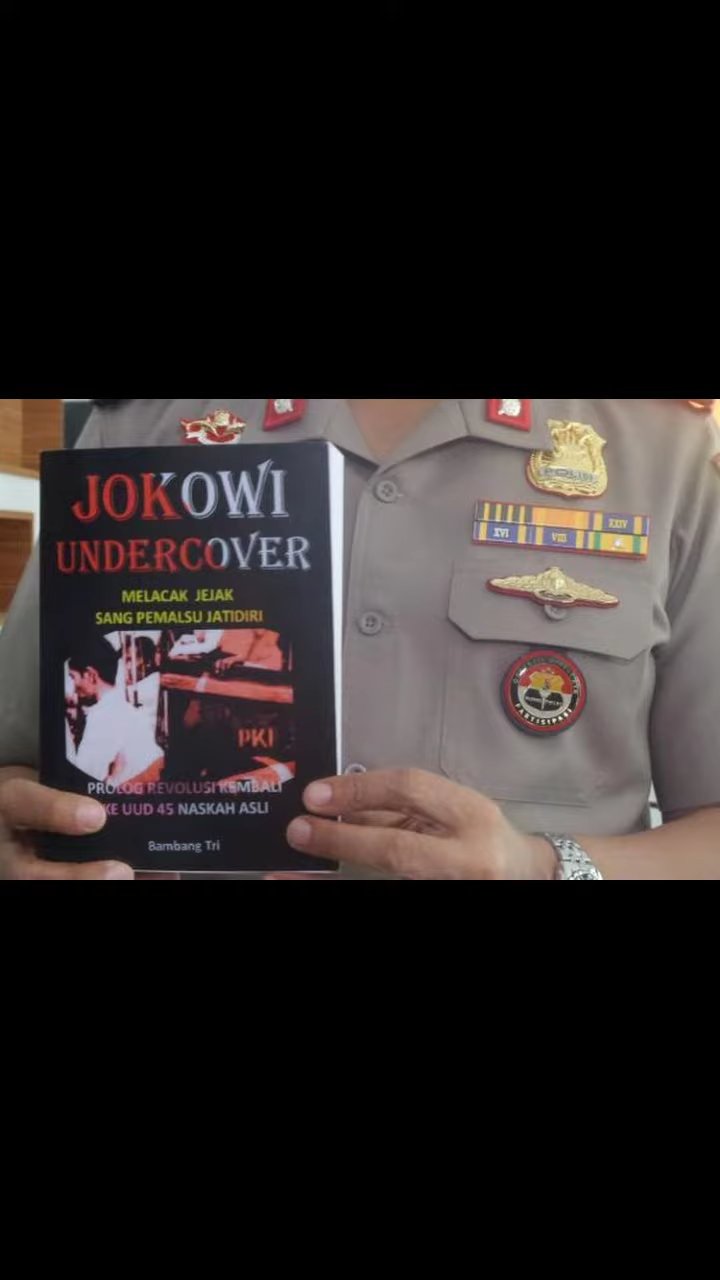 JOKOWI
UNDERCOVER
MELACAK JEJAK
SANG PEMALSU JATIDIRI
PKI
PROLOG REVOLUSI KEMBALI
KE UUD 45 NASKAH ASLI
Bambang Tri
XXIV
XVI VIII
PARTISIPASI